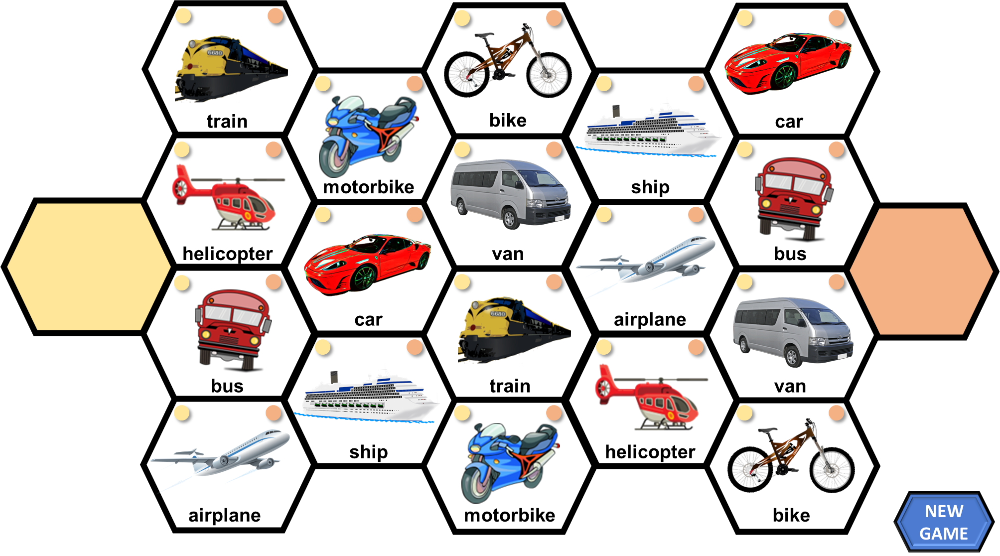 6680
train
bike
car
motorbike
ship
helicopter
van
bus
car
6680
airplane
bus
train
van
ship
helicopter
airplane
motorbike
bike
NEW
GAME